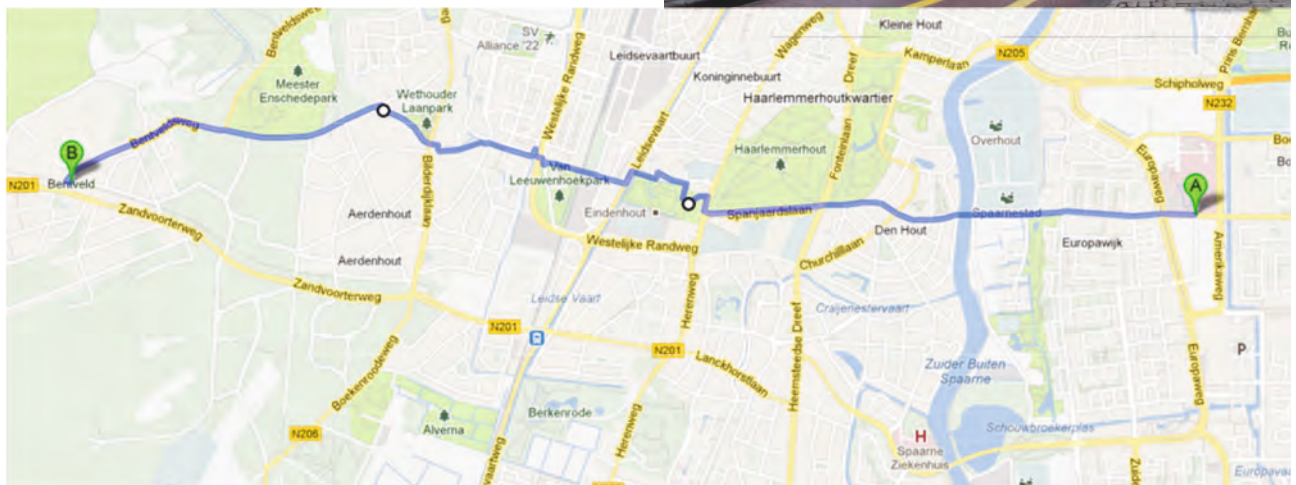 Bentveldsweg
SV
Alliance '22
Westelijke Randweg
Leidsevaartbuurt
Leidsevaart
Wagenweg
Koninginnebuurt
Kleine Hout
Kamperlaan
N205
Schipholweg
N232
Meester
Enschedepark
Wethouder
Laanpark
Dreef
Haarlemmerhoutkwartier
Haarlemmerhout
Fonteinlaan
Overhout
Europaweg
B
Bentveld
Bentveldsweg
N201
Zandvoorterweg
Bilderdijklaan
Van
Leeuwenhoekpark
Eindenhout
Spanjaardslaan
Spaarnestad
A
Aerdenhout
Westelijke Randweg
Den Hout
Churchilllaan
Europawijk
Amerikaweg
Aerdenhout
Zandvoorterweg
Leidse Vaart
Herenweg
Heemsteedse Dreef
Crayenestervaart
N201
N201
Lanckhorstlaan
Zuider Buiten
Spaarne
Europaweg
P
Boekenroodeweg
N206
Alverna
Berkenrode
Herenweg
H
Spaarne
Ziekenhuis
Schouwbroekerplas